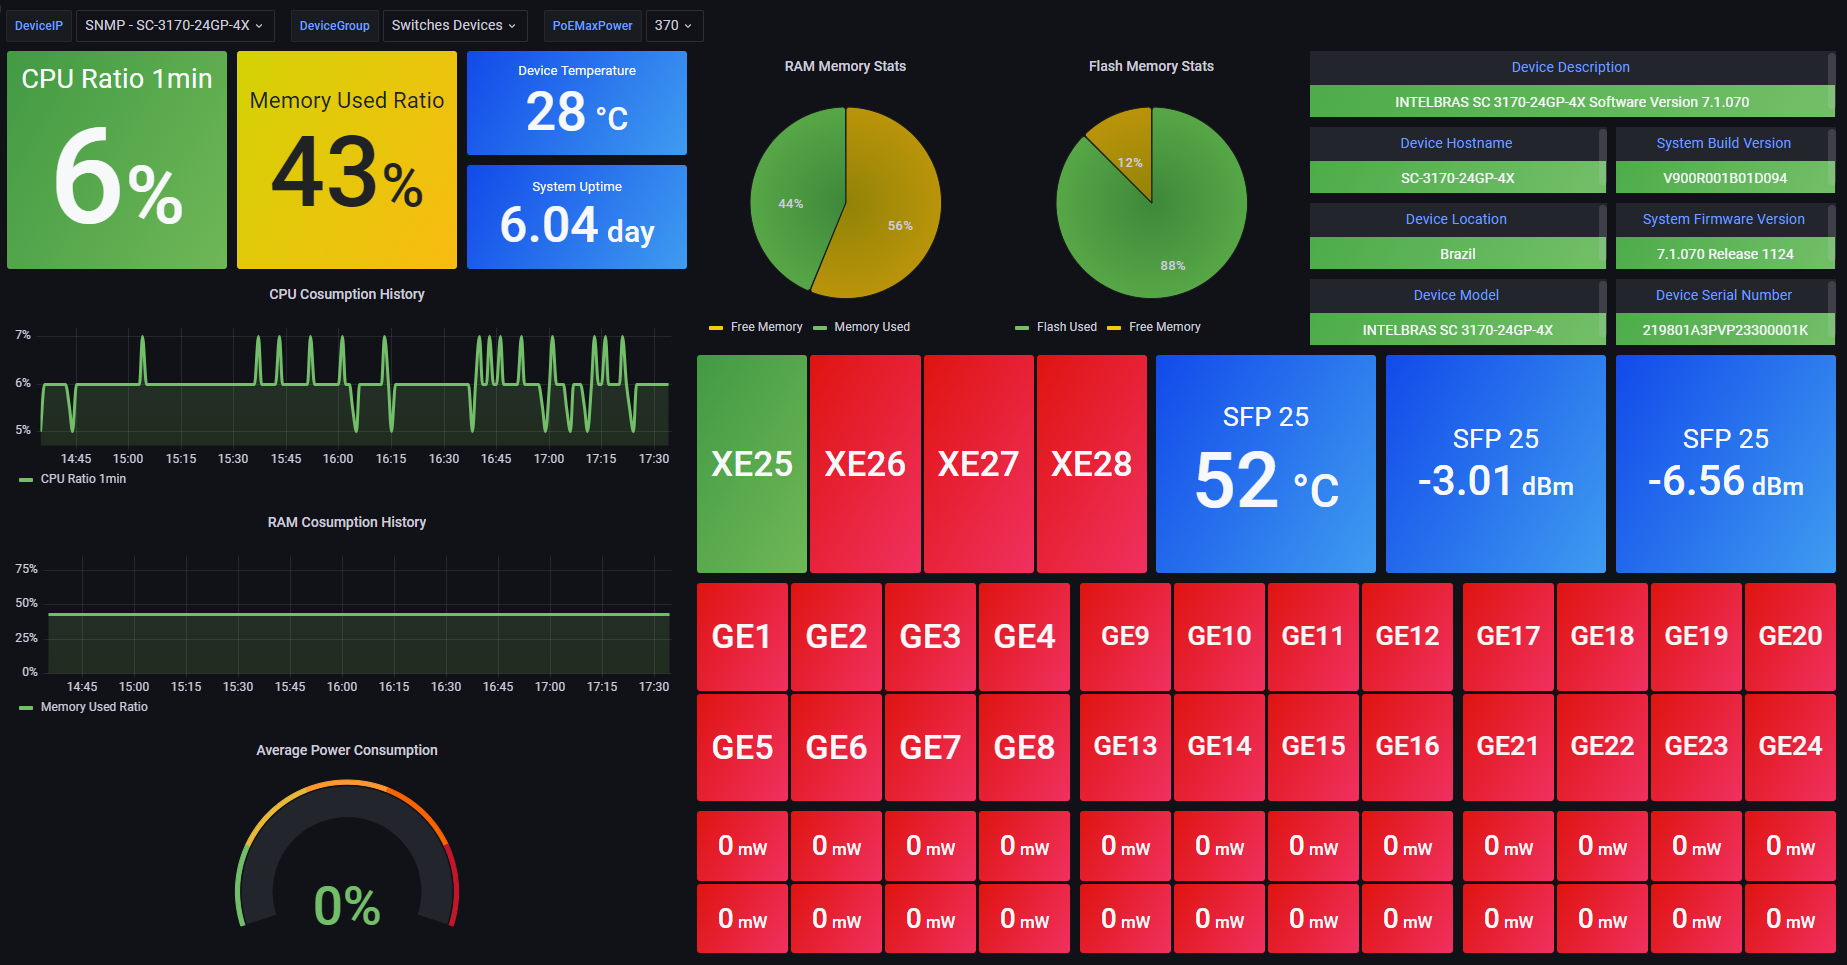 DeviceIP SNMP - SC-3170-24GP-4X DeviceGroup Switches Devices PoEMaxPower 370
CPU Ratio 1min
6%
Memory Used Ratio
43%
Device Temperature
28 °C
System Uptime
6.04 day
RAM Memory Stats
44%
56%
Free Memory Memory Used
Flash Memory Stats
12%
88%
Flash Used Free Memory
Device Description
INTELBRAS SC 3170-24GP-4X Software Version 7.1.070
Device Hostname
SC-3170-24GP-4X
System Build Version
V900R001B01D094
Device Location
Brazil
System Firmware Version
7.1.070 Release 1124
Device Model
INTELBRAS SC 3170-24GP-4X
Device Serial Number
219801A3PVP23300001K
CPU Cosumption History
7%
6%
5%
14:45 15:00 15:15 15:30 15:45 16:00 16:15 16:30 16:45 17:00 17:15 17:30
CPU Ratio 1min
RAM Cosumption History
75%
50%
25%
0%
14:45 15:00 15:15 15:30 15:45 16:00 16:15 16:30 16:45 17:00 17:15 17:30
Memory Used Ratio
Average Power Consumption
0%
XE25 XE26 XE27 XE28
SFP 25
52 °C
SFP 25
-3.01 dBm
SFP 25
-6.56 dBm
GE1 GE2 GE3 GE4 GE9 GE10 GE11 GE12 GE17 GE18 GE19 GE20
GE5 GE6 GE7 GE8 GE13 GE14 GE15 GE16 GE21 GE22 GE23 GE24
0 mW 0 mW 0 mW 0 mW 0 mW 0 mW 0 mW 0 mW 0 mW 0 mW 0 mW 0 mW
0 mW 0 mW 0 mW 0 mW 0 mW 0 mW 0 mW 0 mW 0 mW 0 mW 0 mW 0 mW